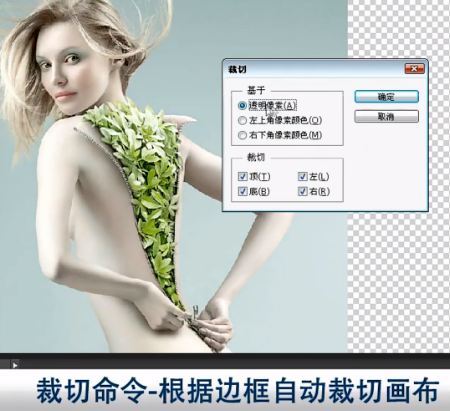 裁切
基于
透明像素(A)
左上角像素颜色(O)
右下角像素颜色(M)
确定
取消
裁切
顶(T) 左(L)
底(B) 右(R)
裁切命令-根据边框自动裁切画布